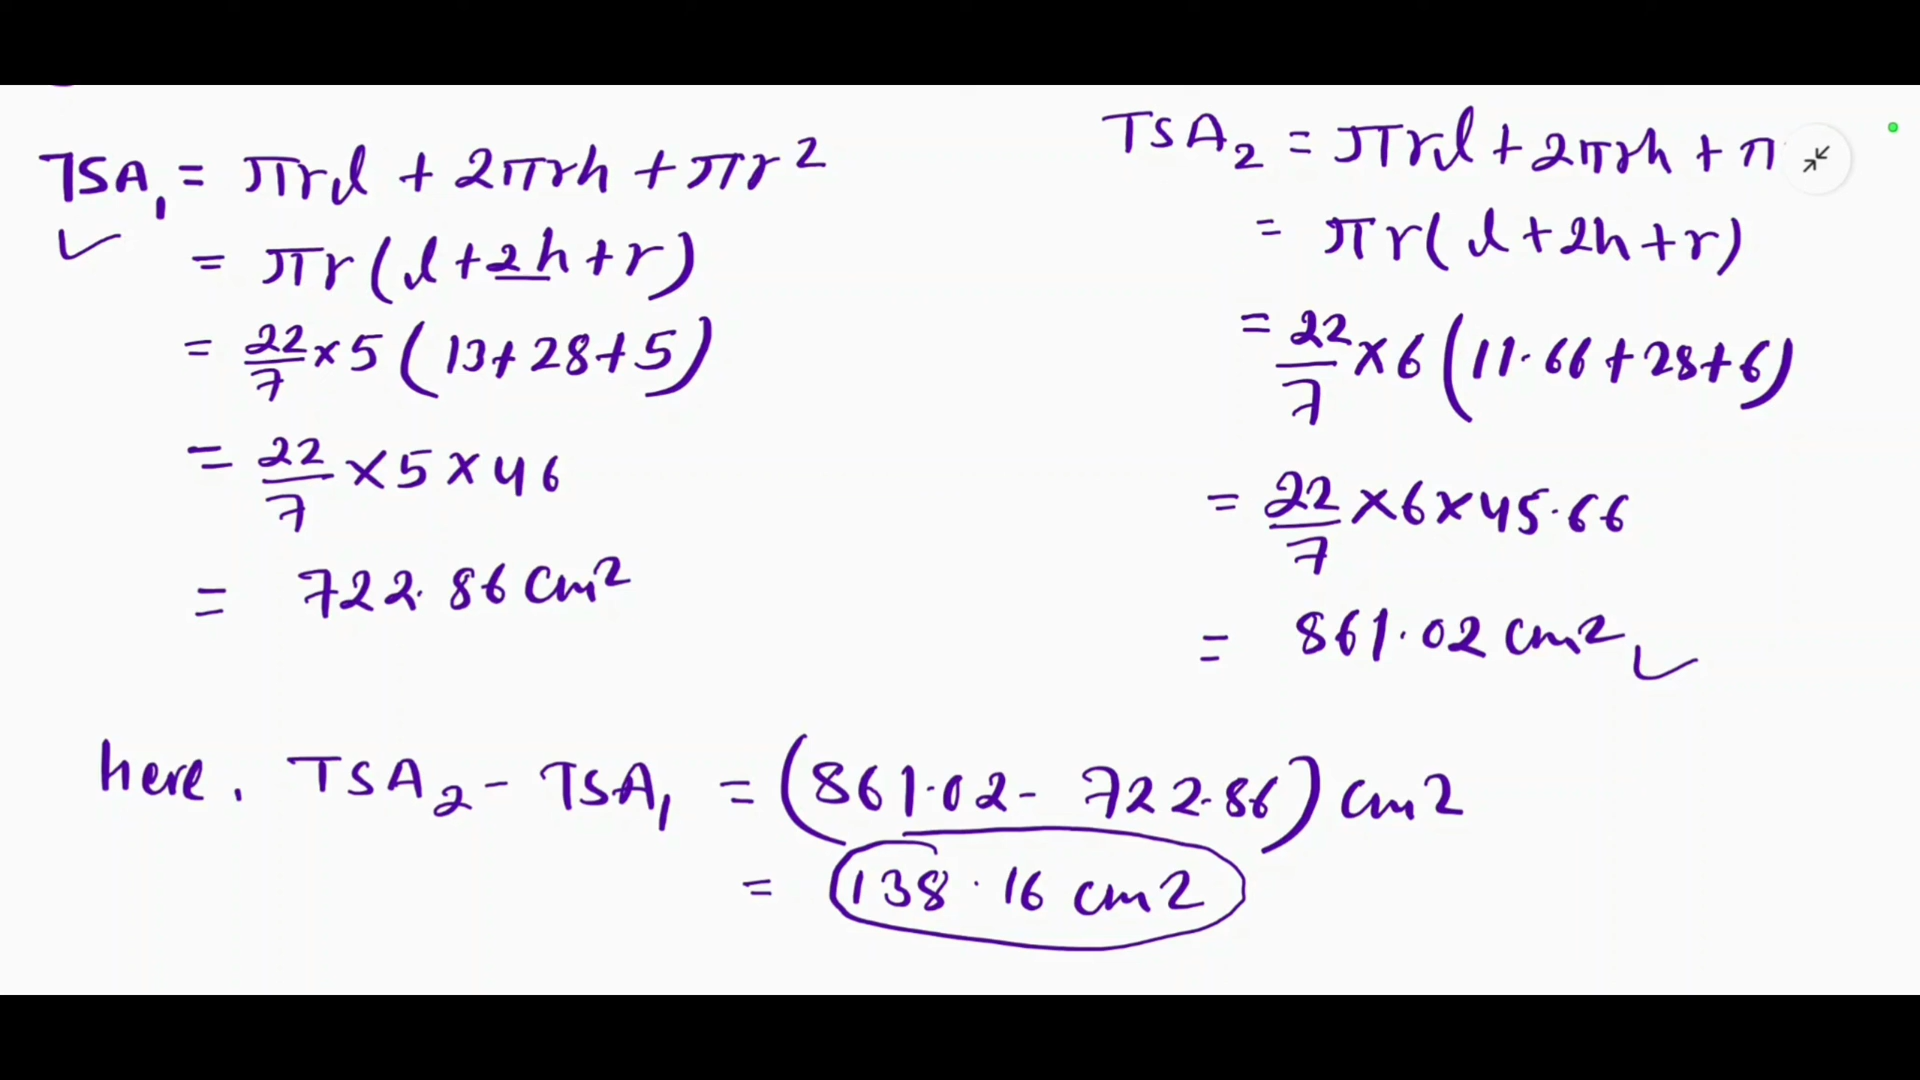 TSA₁ = πrl + 2πrh + πr²
= πr(l+2h+r)
= 22/7 × 5 (13+28+5)
= 22/7 × 5 × 46
= 722.86 cm²
TSA₂ = πrl + 2πrh + π
= πr(l+2h+r)
= 22/7 × 6 (11.66+28+6)
= 22/7 × 6 × 45.66
= 861.02 cm²
here. TSA₂ - TSA₁ = (861.02 - 722.86) cm2
= 138.16 cm2